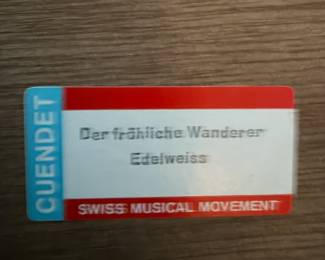 CUENDET
Der fröhliche Wanderer
Edelweiss
SWISS MUSICAL MOVEMENT